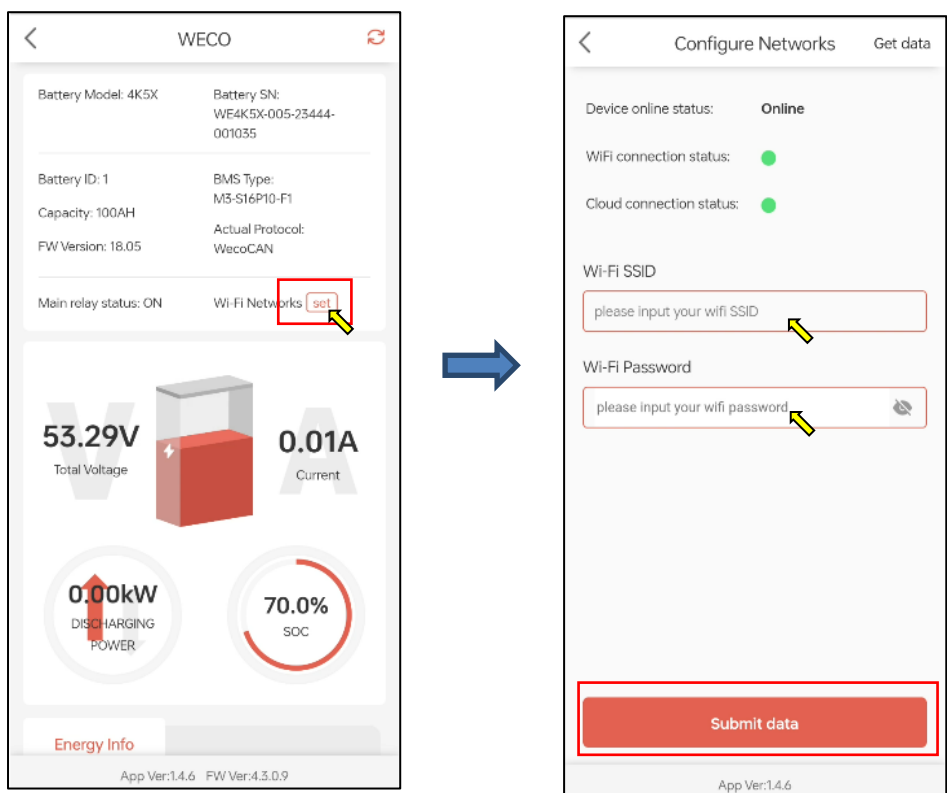 WECO
Battery Model: 4K5X
Battery SN:
WE4K5X-005-23444-
001035
Battery ID: 1
BMS Type:
M3-S16P10-F1
Capacity: 100AH
Actual Protocol:
WecoCAN
FW Version: 18.05
Main relay status: ON
Wi-Fi Networks set
V
A
53.29V
Total Voltage
0.01A
Current
0.00kW
DISCHARGING
POWER
70.0%
SOC
Energy Info
App Ver:1.4.6 FW Ver:4.3.0.9
Configure Networks
Get data
Device online status: Online
WiFi connection status:
Cloud connection status:
Wi-Fi SSID
please input your wifi SSID
Wi-Fi Password
please input your wifi password
Submit data
App Ver:1.4.6